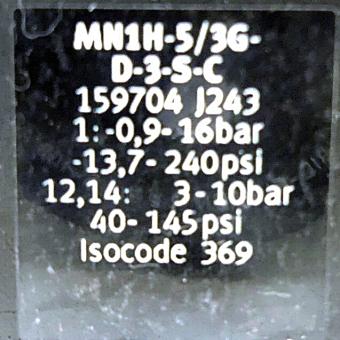 MN1H-5/3G-
D-3-S-C
159704 J243
1:-0,9-16bar
-13,7-240psi
12,14: 3-10bar
40-145psi
Isocode 369